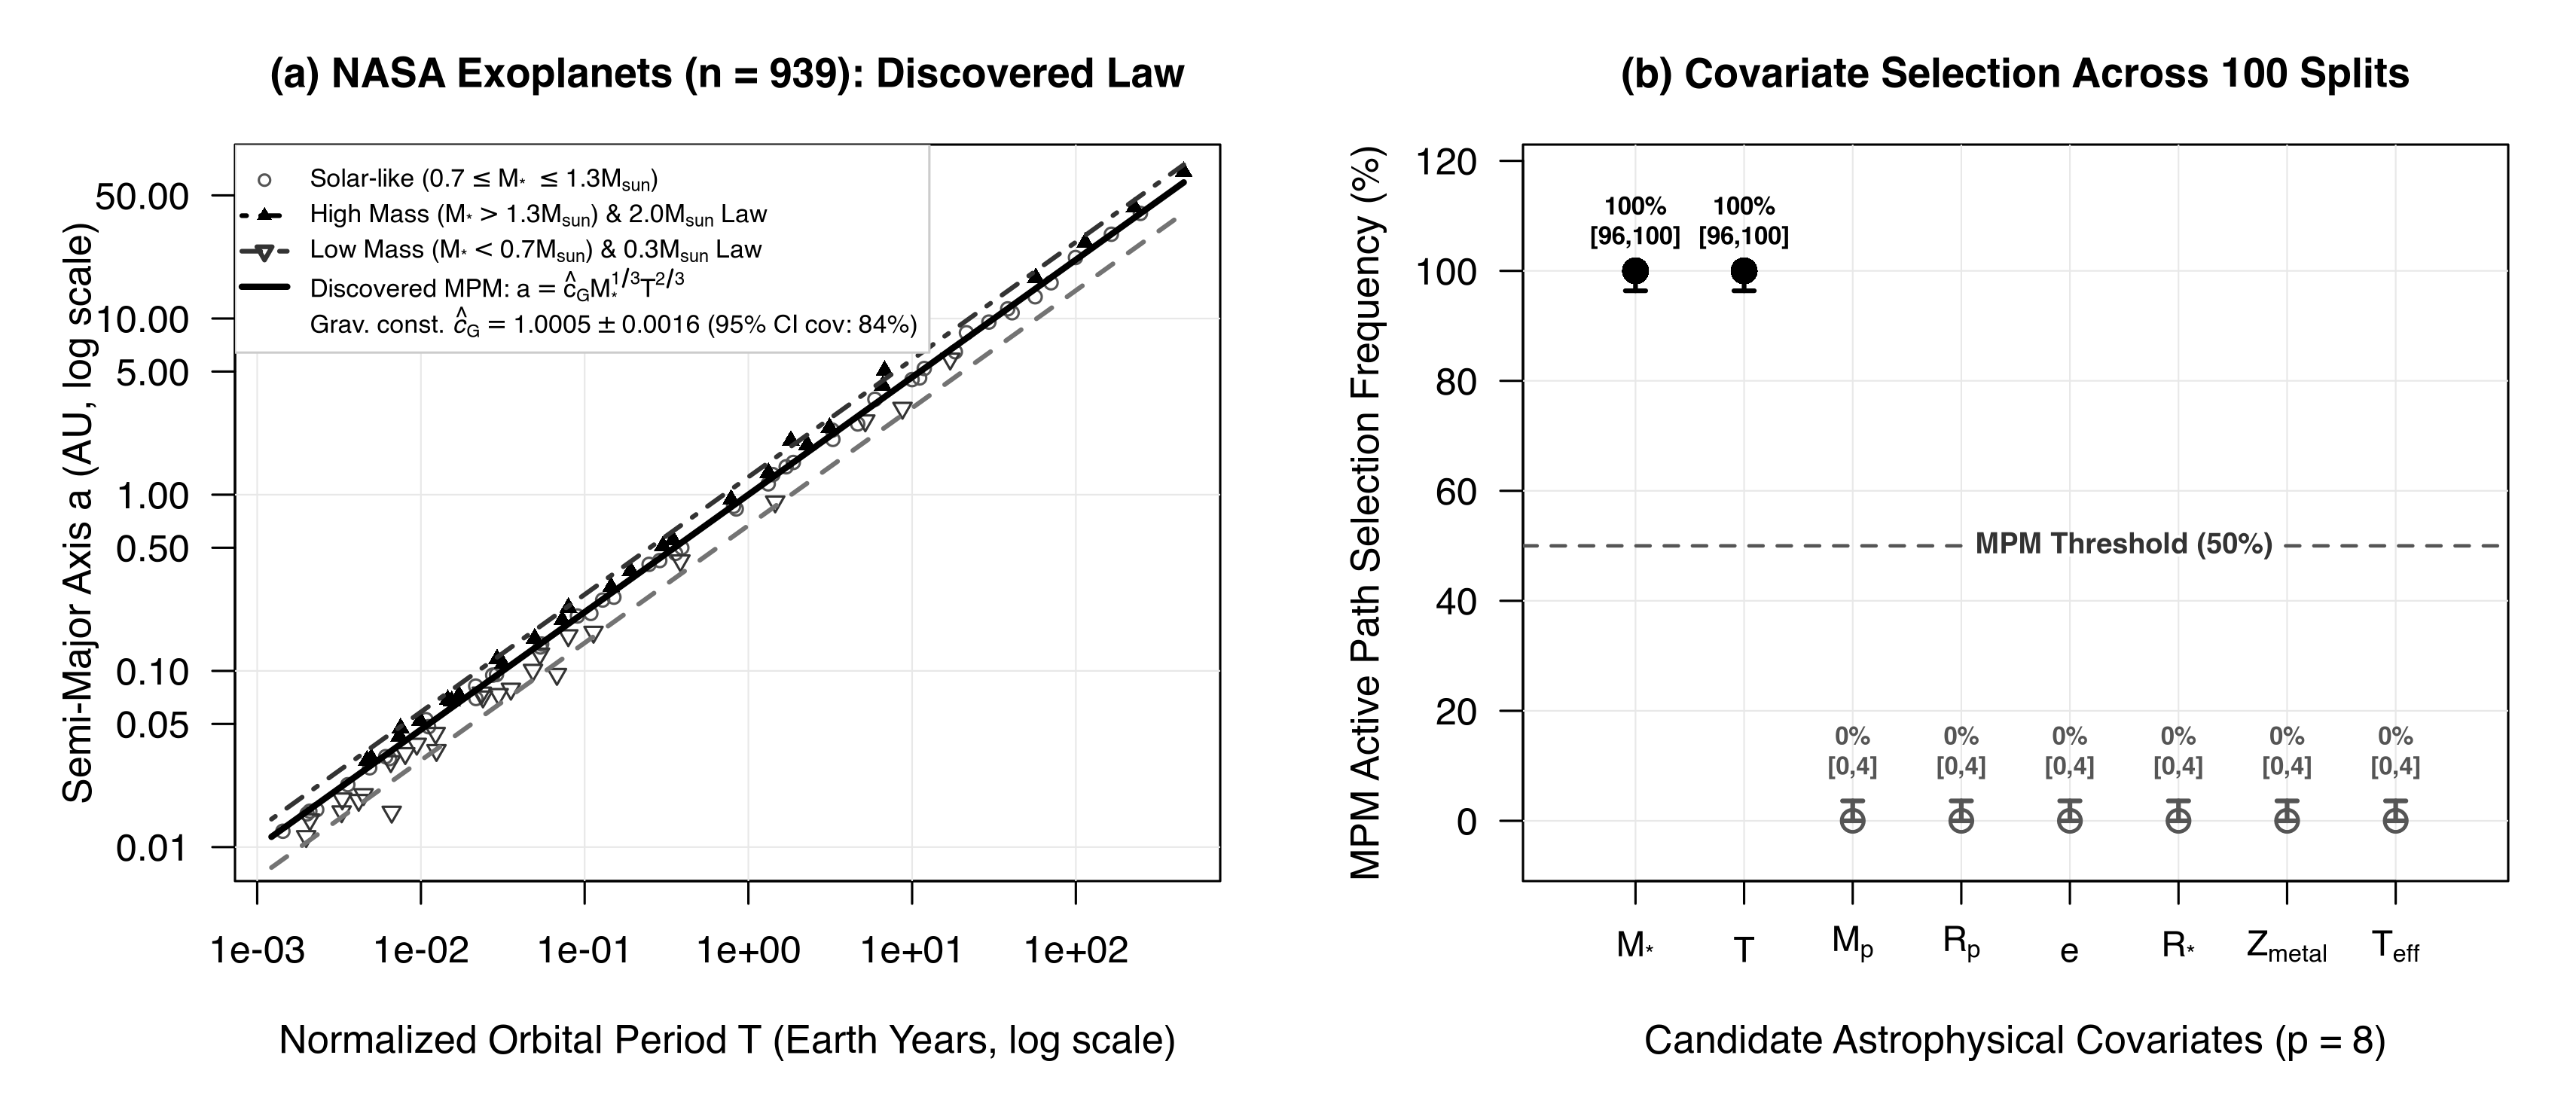 (a) NASA Exoplanets (n = 939): Discovered Law
Semi-Major Axis a (AU, log scale)
50.00
10.00
5.00
1.00
0.50
0.10
0.05
0.01
Solar-like (0.7 ≤ M* ≤ 1.3Msun)
High Mass (M* > 1.3Msun) & 2.0Msun Law
Low Mass (M* < 0.7Msun) & 0.3Msun Law
Discovered MPM: a = ĉG M*^1/3 T^2/3
Grav. const. ĉG = 1.0005 ± 0.0016 (95% CI cov: 84%)
1e-03 1e-02 1e-01 1e+00 1e+01 1e+02
Normalized Orbital Period T (Earth Years, log scale)
(b) Covariate Selection Across 100 Splits
MPM Active Path Selection Frequency (%)
120
100
80
60
40
20
0
100% 100%
[96,100] [96,100]
MPM Threshold (50%)
0% 0% 0% 0% 0% 0%
[0,4] [0,4] [0,4] [0,4] [0,4] [0,4]
M* T Mp Rp e R* Zmetal Teff
Candidate Astrophysical Covariates (p = 8)